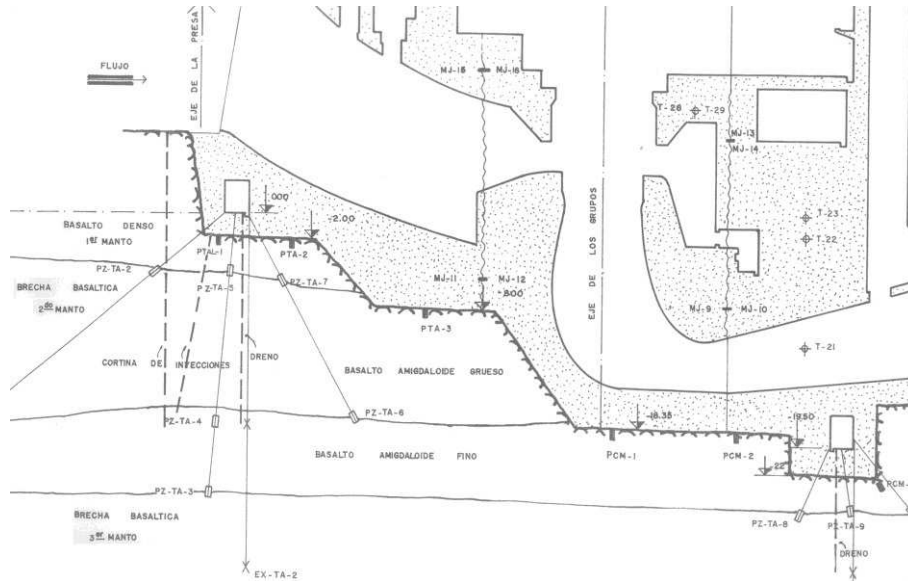 FLUJO
EJE DE LA PRESA
MJ-15 MJ-16
T-28 T-29
MJ-13
MJ-14
EJE DE LOS GRUPOS
000
-2.00
BASALTO DENSO
1er MANTO
PTAL-1
PTA-2
T-23
T-22
PZ-TA-2
PZ-TA-5
PZ-TA-7
MJ-11 MJ-12
-8.00
BRECHA BASALTICA
2do MANTO
MJ-9 MJ-10
PTA-3
T-21
CORTINA DE INYECCIONES
DRENO
BASALTO AMIGDALOIDE GRUESO
PZ-TA-4
PZ-TA-6
-18.35
-19.50
BASALTO AMIGDALOIDE FINO
PCM-1
PCM-2
22
PZ-TA-3
PCM-
BRECHA BASALTICA
3er MANTO
PZ-TA-8
PZ-TA-9
DRENO
EX-TA-2